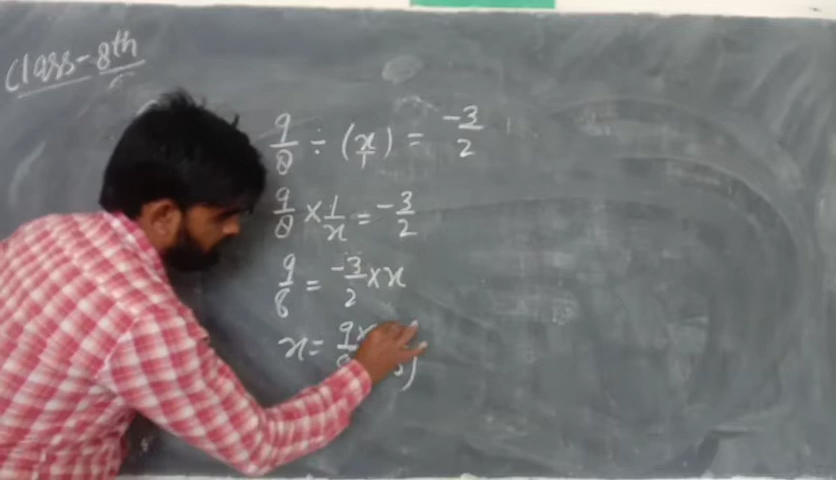 Class-8th
9/8 ÷ (x/1) = -3/2
9/8 × 1/x = -3/2
9/8 = -3/2 × x
x = 9×